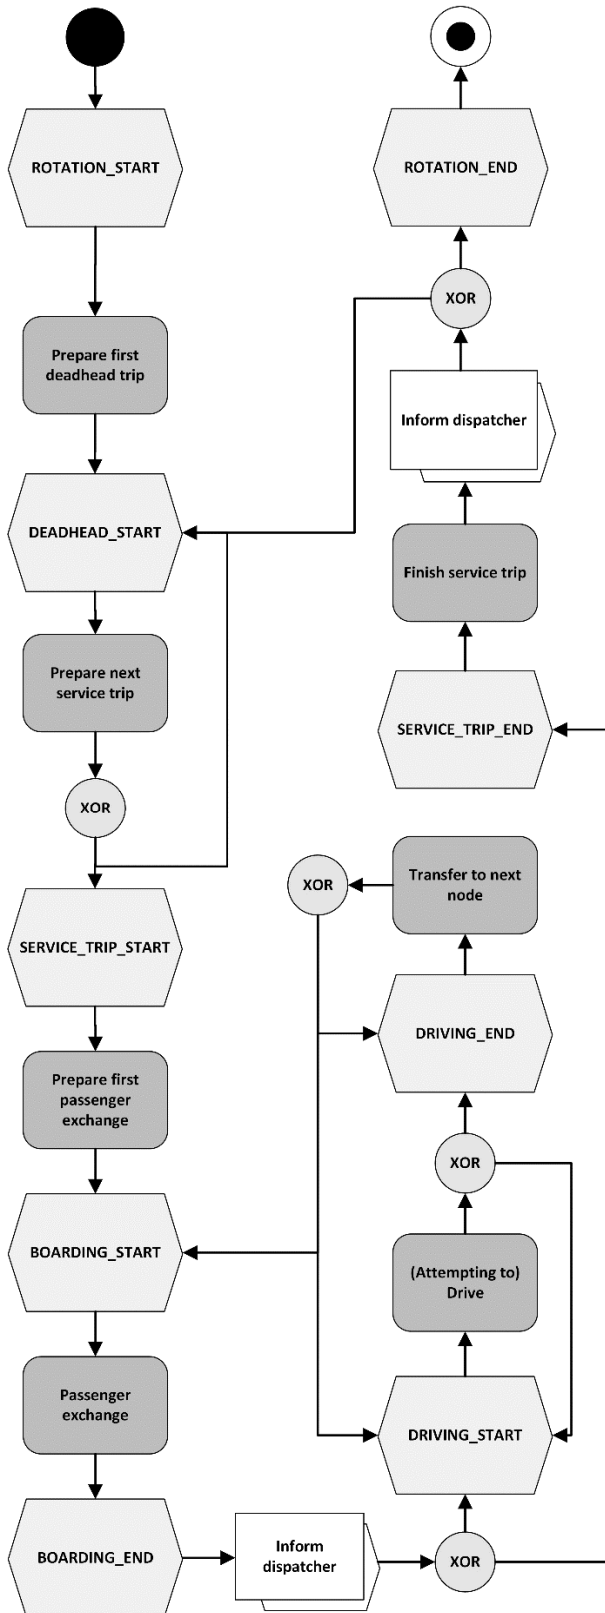 ROTATION_START
Prepare first
deadhead trip
DEADHEAD_START
Prepare next
service trip
XOR
SERVICE_TRIP_START
Prepare first
passenger
exchange
BOARDING_START
Passenger
exchange
BOARDING_END
Inform
dispatcher
XOR
DRIVING_START
(Attempting to)
Drive
XOR
DRIVING_END
Transfer to next
node
XOR
SERVICE_TRIP_END
Finish service trip
Inform dispatcher
XOR
ROTATION_END